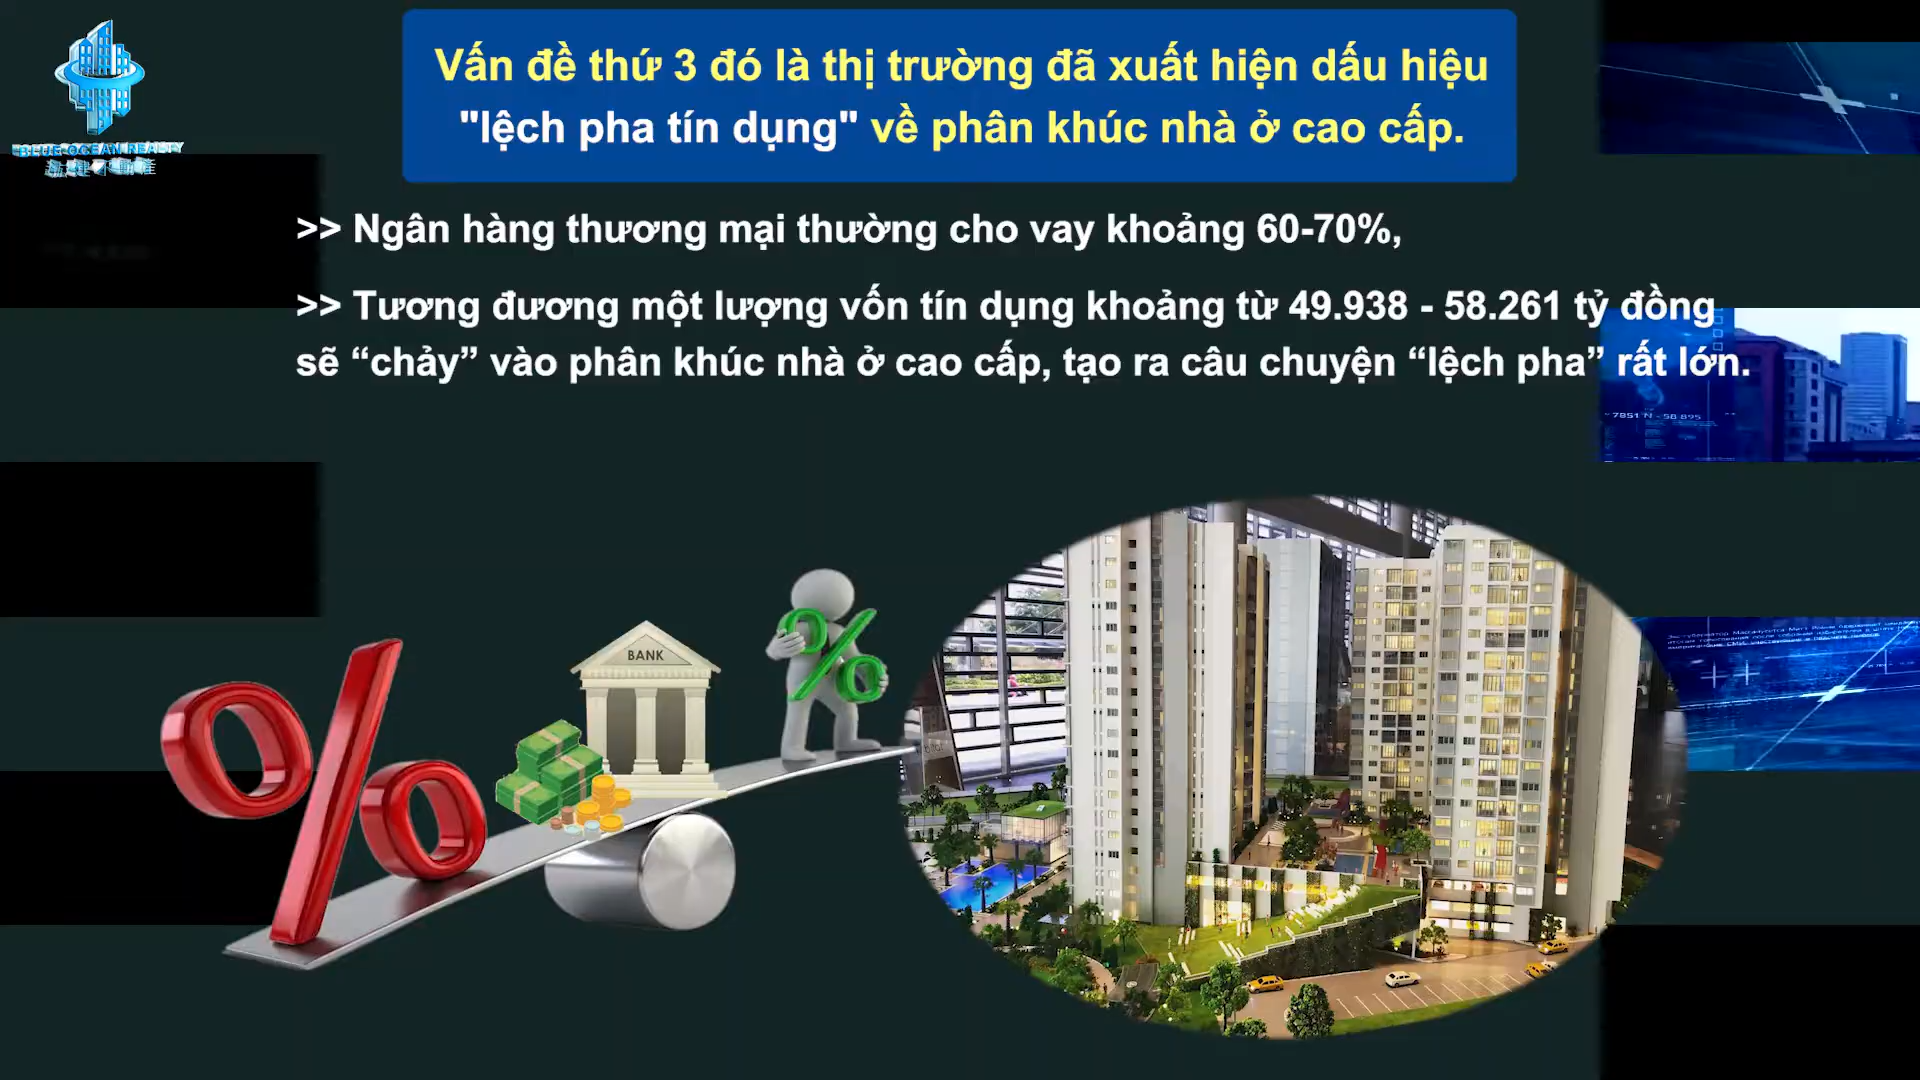 Vấn đề thứ 3 đó là thị trường đã xuất hiện dấu hiệu
"lệch pha tín dụng" về phân khúc nhà ở cao cấp.
BLUE OCEAN REALTY
>> Ngân hàng thương mại thường cho vay khoảng 60-70%,
>> Tương đương một lượng vốn tín dụng khoảng từ 49.938 - 58.261 tỷ đồng
sẽ “chảy” vào phân khúc nhà ở cao cấp, tạo ra câu chuyện “lệch pha” rất lớn.
7851 N - 58 895
BANK